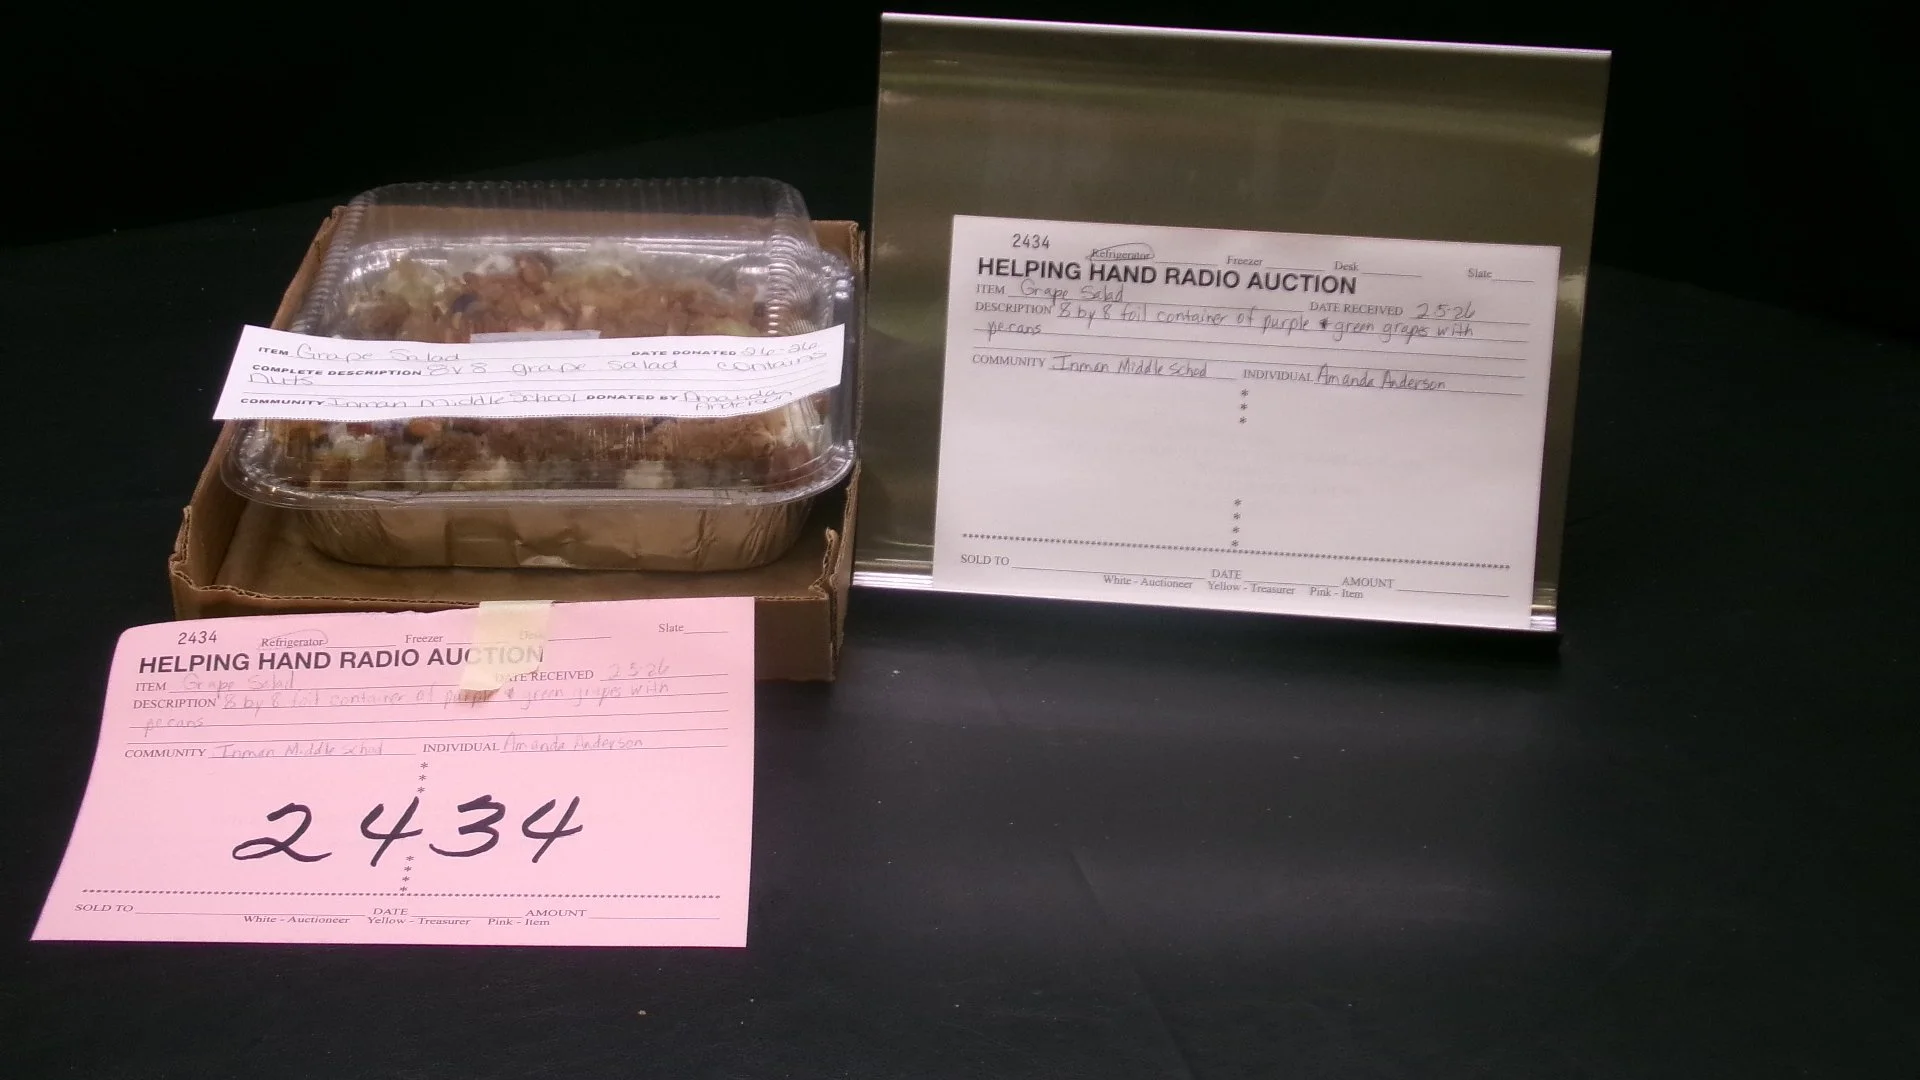 ITEM Grape Salad DATE DONATED 2-6-26
COMPLETE DESCRIPTION 8x8 grape salad contains
nuts
COMMUNITY Inman Middle School DONATED BY Amanda
Anderson
2434 Refrigerator Freezer Desk Slate
HELPING HAND RADIO AUCTION
ITEM Grape Salad DATE RECEIVED 2-5-26
DESCRIPTION 8 by 8 foil container of purple & green grapes with
pecans
COMMUNITY Inman Middle School INDIVIDUAL Amanda Anderson
SOLD TO DATE AMOUNT
White - Auctioneer Yellow - Treasurer Pink - Item
2434 Refrigerator Freezer Desk Slate
HELPING HAND RADIO AUCTION
ITEM Grape Salad DATE RECEIVED 2-5-26
DESCRIPTION 8 by 8 foil container of purple & green grapes with
pecans
COMMUNITY Inman Middle School INDIVIDUAL Amanda Anderson
2434
SOLD TO DATE AMOUNT
White - Auctioneer Yellow - Treasurer Pink - Item